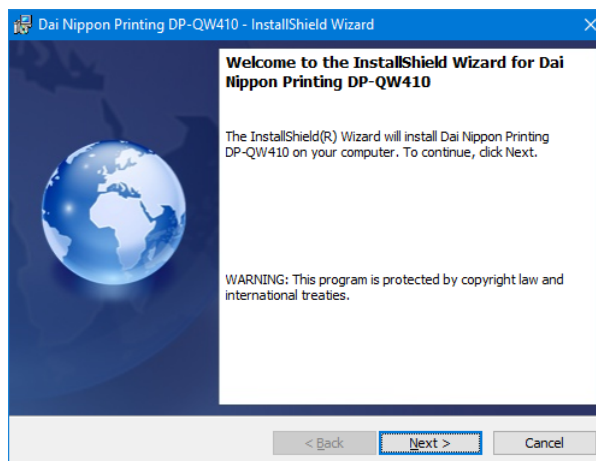 Dai Nippon Printing DP-QW410 - InstallShield Wizard
Welcome to the InstallShield Wizard for Dai
Nippon Printing DP-QW410
The InstallShield(R) Wizard will install Dai Nippon Printing
DP-QW410 on your computer. To continue, click Next.
WARNING: This program is protected by copyright law and
international treaties.
< Back Next > Cancel